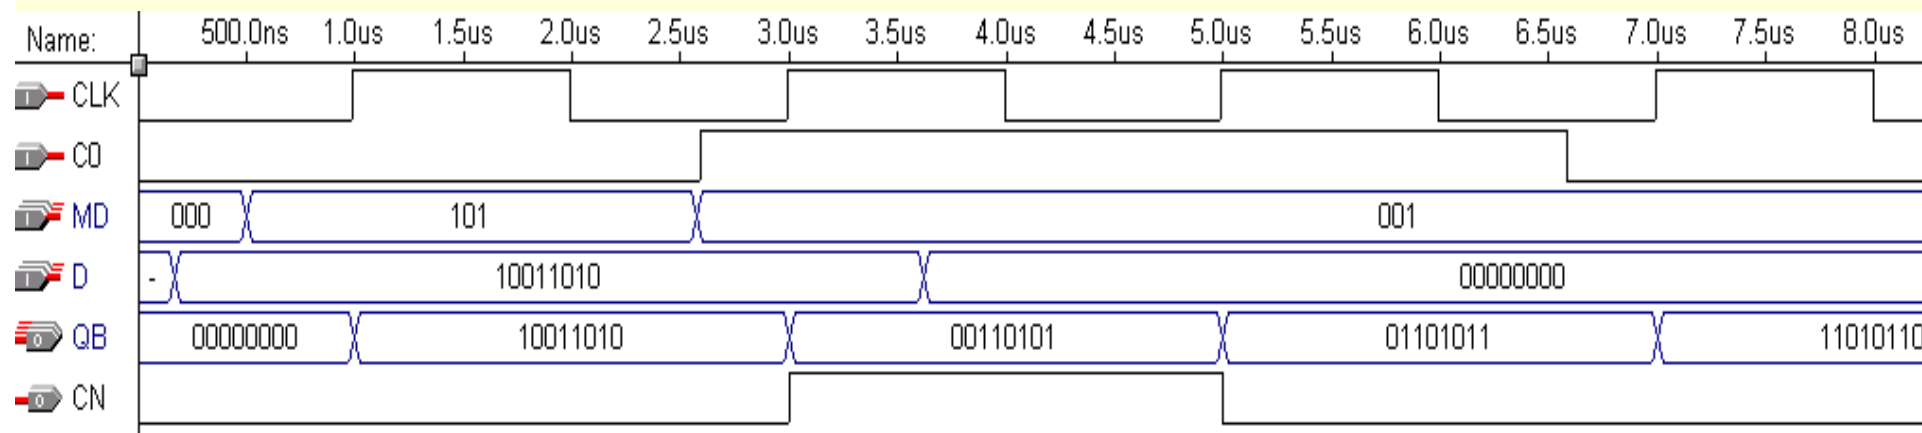 Name: 500.0ns 1.0us 1.5us 2.0us 2.5us 3.0us 3.5us 4.0us 4.5us 5.0us 5.5us 6.0us 6.5us 7.0us 7.5us 8.0us
I CLK
I C0
I MD 000 101 001
I D - 10011010 00000000
O QB 00000000 10011010 00110101 01101011 11010110
O CN